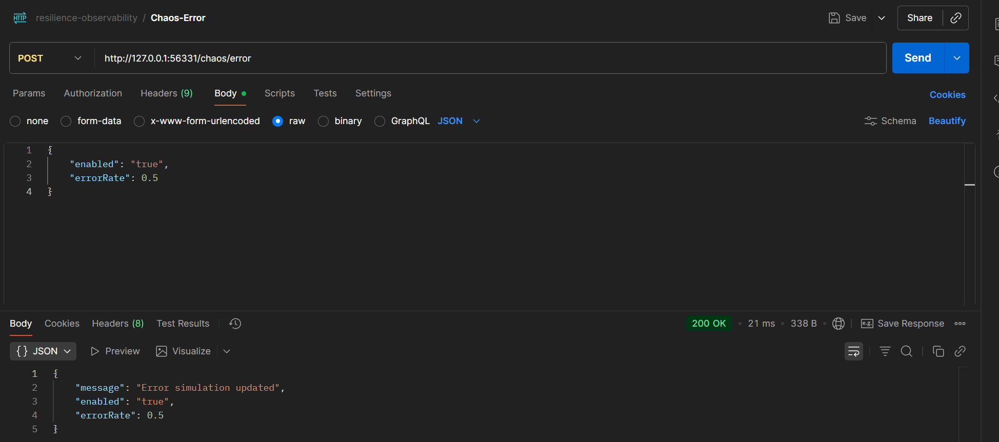 HTTP resilience-observability / Chaos-Error Save Share
POST http://127.0.0.1:56331/chaos/error Send
Params Authorization Headers (9) Body Scripts Tests Settings Cookies
none form-data x-www-form-urlencoded raw binary GraphQL JSON Schema Beautify
1 {
2 "enabled": "true",
3 "errorRate": 0.5
4 }
Body Cookies Headers (8) Test Results 200 OK • 21 ms • 338 B • e.g. Save Response
{} JSON Preview Visualize
1 {
2 "message": "Error simulation updated",
3 "enabled": "true",
4 "errorRate": 0.5
5 }